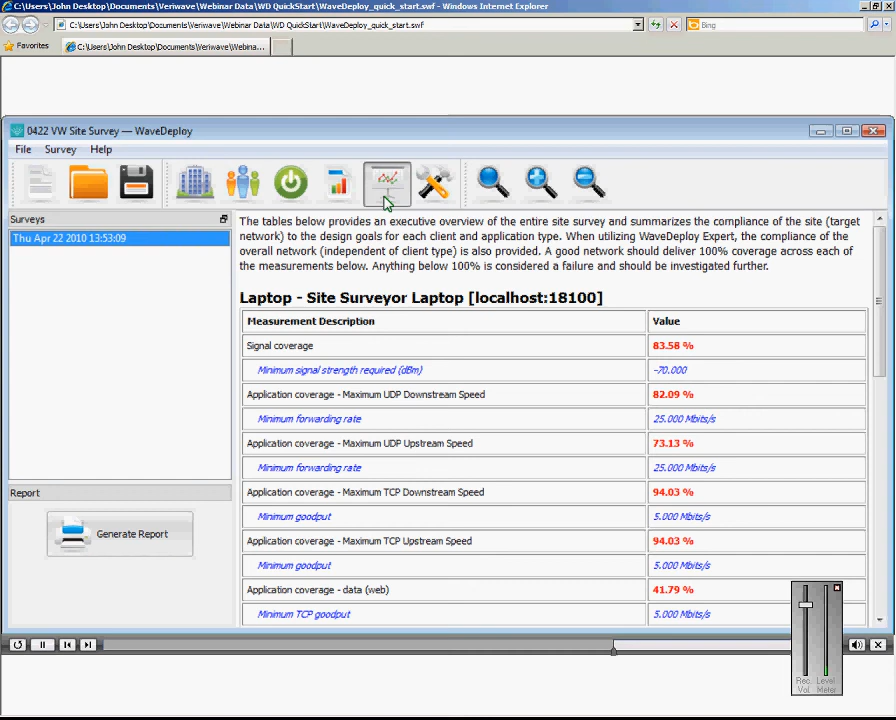 C:\Users\John Desktop\Documents\Veriwave\Webinar Data\WD QuickStart\WaveDeploy_quick_start.swf - Windows Internet Explorer
C:\Users\John Desktop\Documents\Veriwave\Webinar Data\WD QuickStart\WaveDeploy_quick_start.swf
Bing
Favorites
C:\Users\John Desktop\Documents\Veriwave\Webina...
0422 VW Site Survey — WaveDeploy
File Survey Help
Surveys
Thu Apr 22 2010 13:53:09
The tables below provides an executive overview of the entire site survey and summarizes the compliance of the site (target
network) to the design goals for each client and application type. When utilizing WaveDeploy Expert, the compliance of the
overall network (independent of client type) is also provided. A good network should deliver 100% coverage across each of
the measurements below. Anything below 100% is considered a failure and should be investigated further.
Laptop - Site Surveyor Laptop [localhost:18100]
Measurement Description Value
Signal coverage 83.58 %
Minimum signal strength required (dBm) -70.000
Application coverage - Maximum UDP Downstream Speed 82.09 %
Minimum forwarding rate 25.000 Mbits/s
Application coverage - Maximum UDP Upstream Speed 73.13 %
Minimum forwarding rate 25.000 Mbits/s
Application coverage - Maximum TCP Downstream Speed 94.03 %
Minimum goodput 5.000 Mbits/s
Application coverage - Maximum TCP Upstream Speed 94.03 %
Minimum goodput 5.000 Mbits/s
Application coverage - data (web) 41.79 %
Minimum TCP goodput 5.000 Mbits/s
Report
Generate Report
Rec Level
Vol Meter